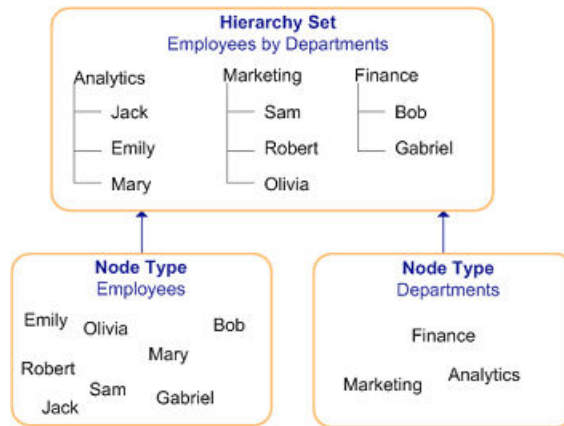 Hierarchy Set
Employees by Departments
Analytics
Jack
Emily
Mary
Marketing
Sam
Robert
Olivia
Finance
Bob
Gabriel
Node Type
Employees
Emily
Olivia
Bob
Mary
Robert
Sam
Gabriel
Jack
Node Type
Departments
Finance
Analytics
Marketing